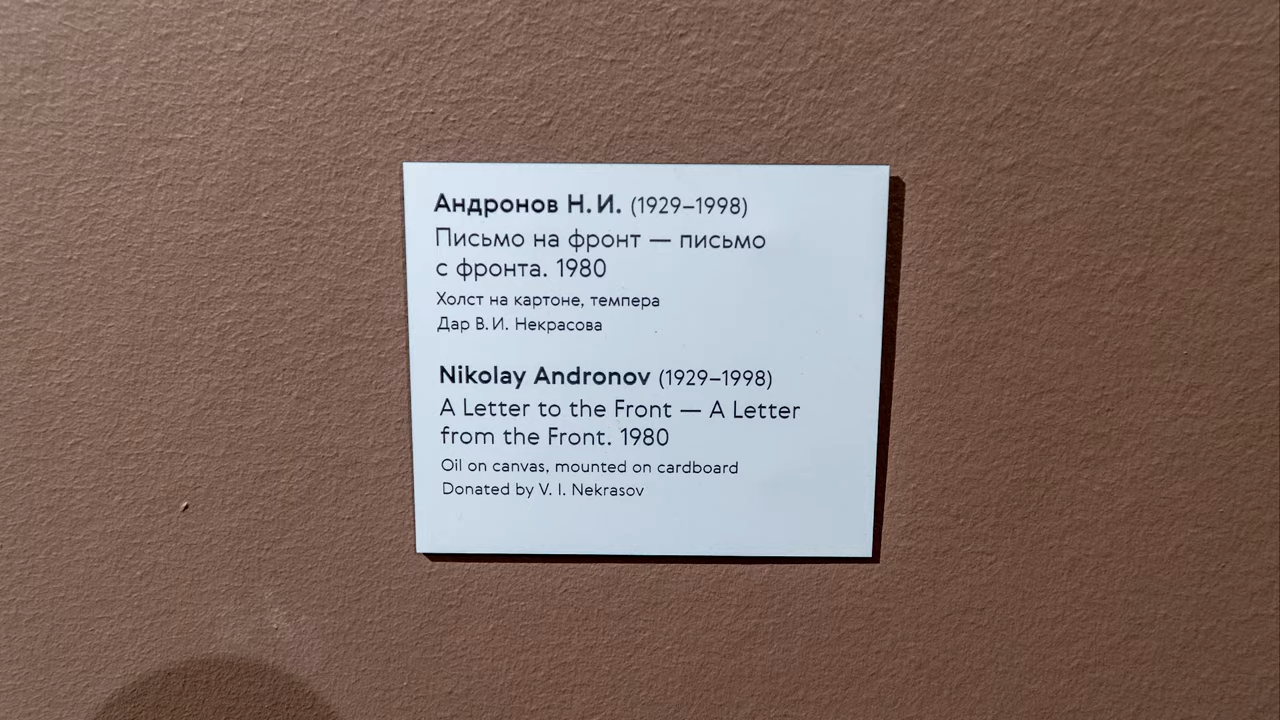 Андронов Н. И. (1929–1998)
Письмо на фронт — письмо
с фронта. 1980
Холст на картоне, темпера
Дар В. И. Некрасова
Nikolay Andronov (1929–1998)
A Letter to the Front — A Letter
from the Front. 1980
Oil on canvas, mounted on cardboard
Donated by V. I. Nekrasov